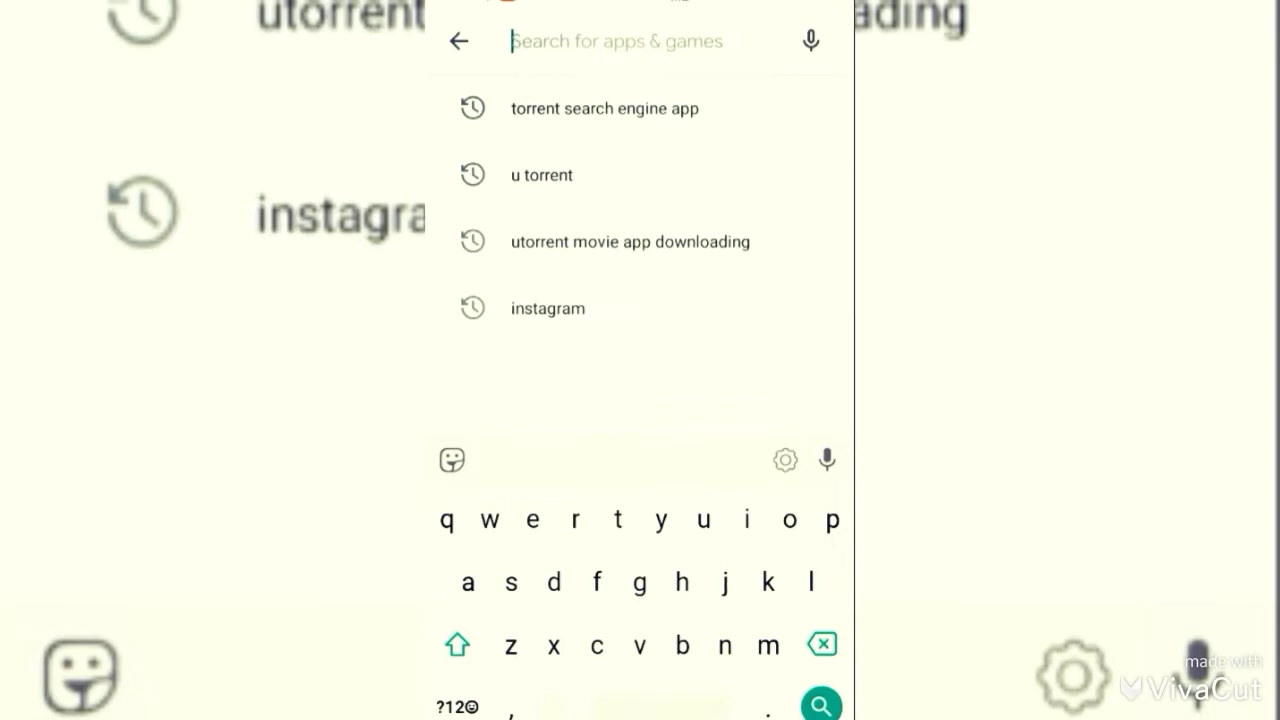 utorrent
ading
Search for apps & games
torrent search engine app
u torrent
instagra
utorrent movie app downloading
instagram
q w e r t y u i o p
a s d f g h j k l
z x c v b n m
?12
, .
made with
VivaCut